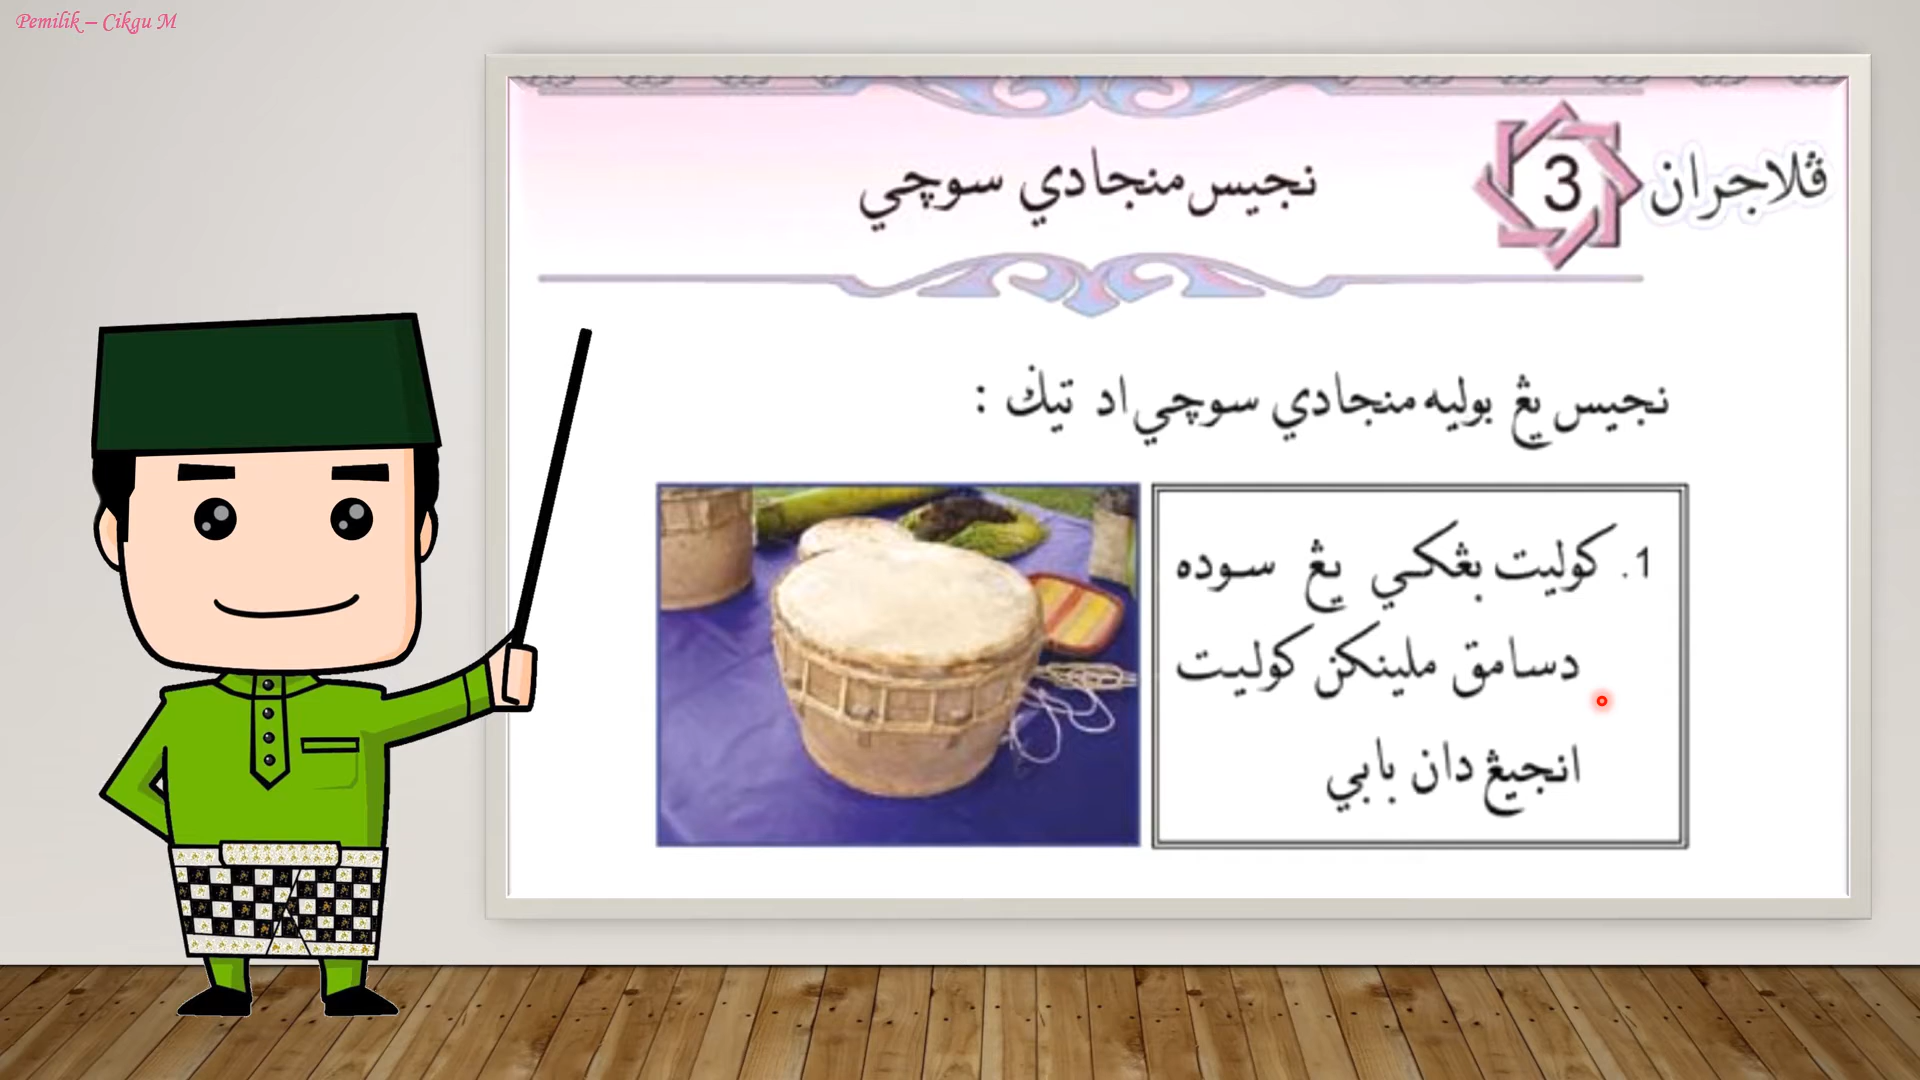 Pemilik – Cikgu M
ڤلاجرن 3
نجيس منجادي سوچي
نجيس يڠ بوليه منجادي سوچي اد تيݢ :
1. كوليت بڠكي يڠ سوده
دسامق ملينكن كوليت
انجيڠ دان بابي